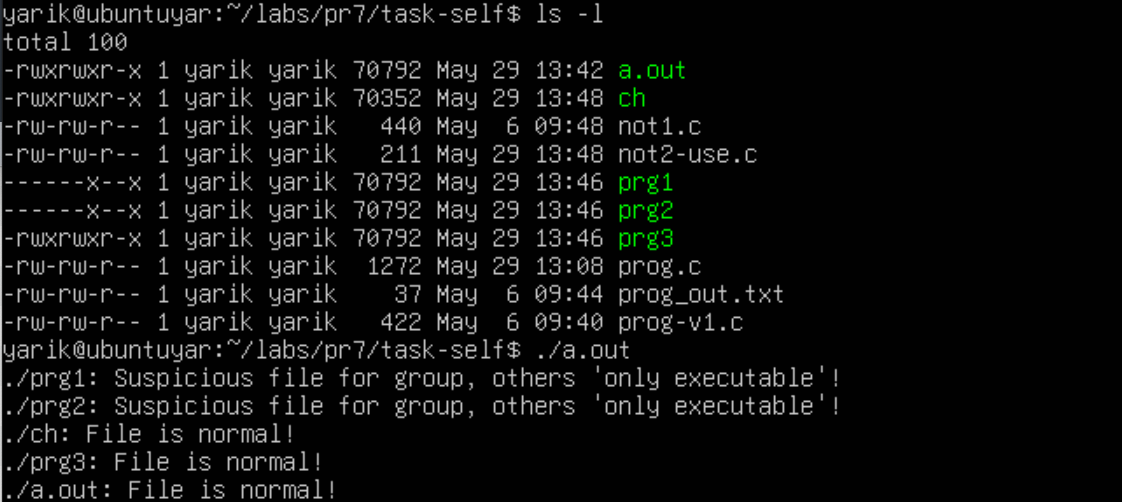 yarik@ubuntuyar:~/labs/pr7/task-self$ ls -l
total 100
-rwxrwxr-x 1 yarik yarik 70792 May 29 13:42 a.out
-rwxrwxr-x 1 yarik yarik 70352 May 29 13:48 ch
-rw-rw-r-- 1 yarik yarik   440 May  6 09:48 not1.c
-rw-rw-r-- 1 yarik yarik   211 May 29 13:48 not2-use.c
------x--x 1 yarik yarik 70792 May 29 13:46 prg1
------x--x 1 yarik yarik 70792 May 29 13:46 prg2
-rwxrwxr-x 1 yarik yarik 70792 May 29 13:46 prg3
-rw-rw-r-- 1 yarik yarik  1272 May 29 13:08 prog.c
-rw-rw-r-- 1 yarik yarik    37 May  6 09:44 prog_out.txt
-rw-rw-r-- 1 yarik yarik   422 May  6 09:40 prog-v1.c
yarik@ubuntuyar:~/labs/pr7/task-self$ ./a.out
./prg1: Suspicious file for group, others 'only executable'!
./prg2: Suspicious file for group, others 'only executable'!
./ch: File is normal!
./prg3: File is normal!
./a.out: File is normal!